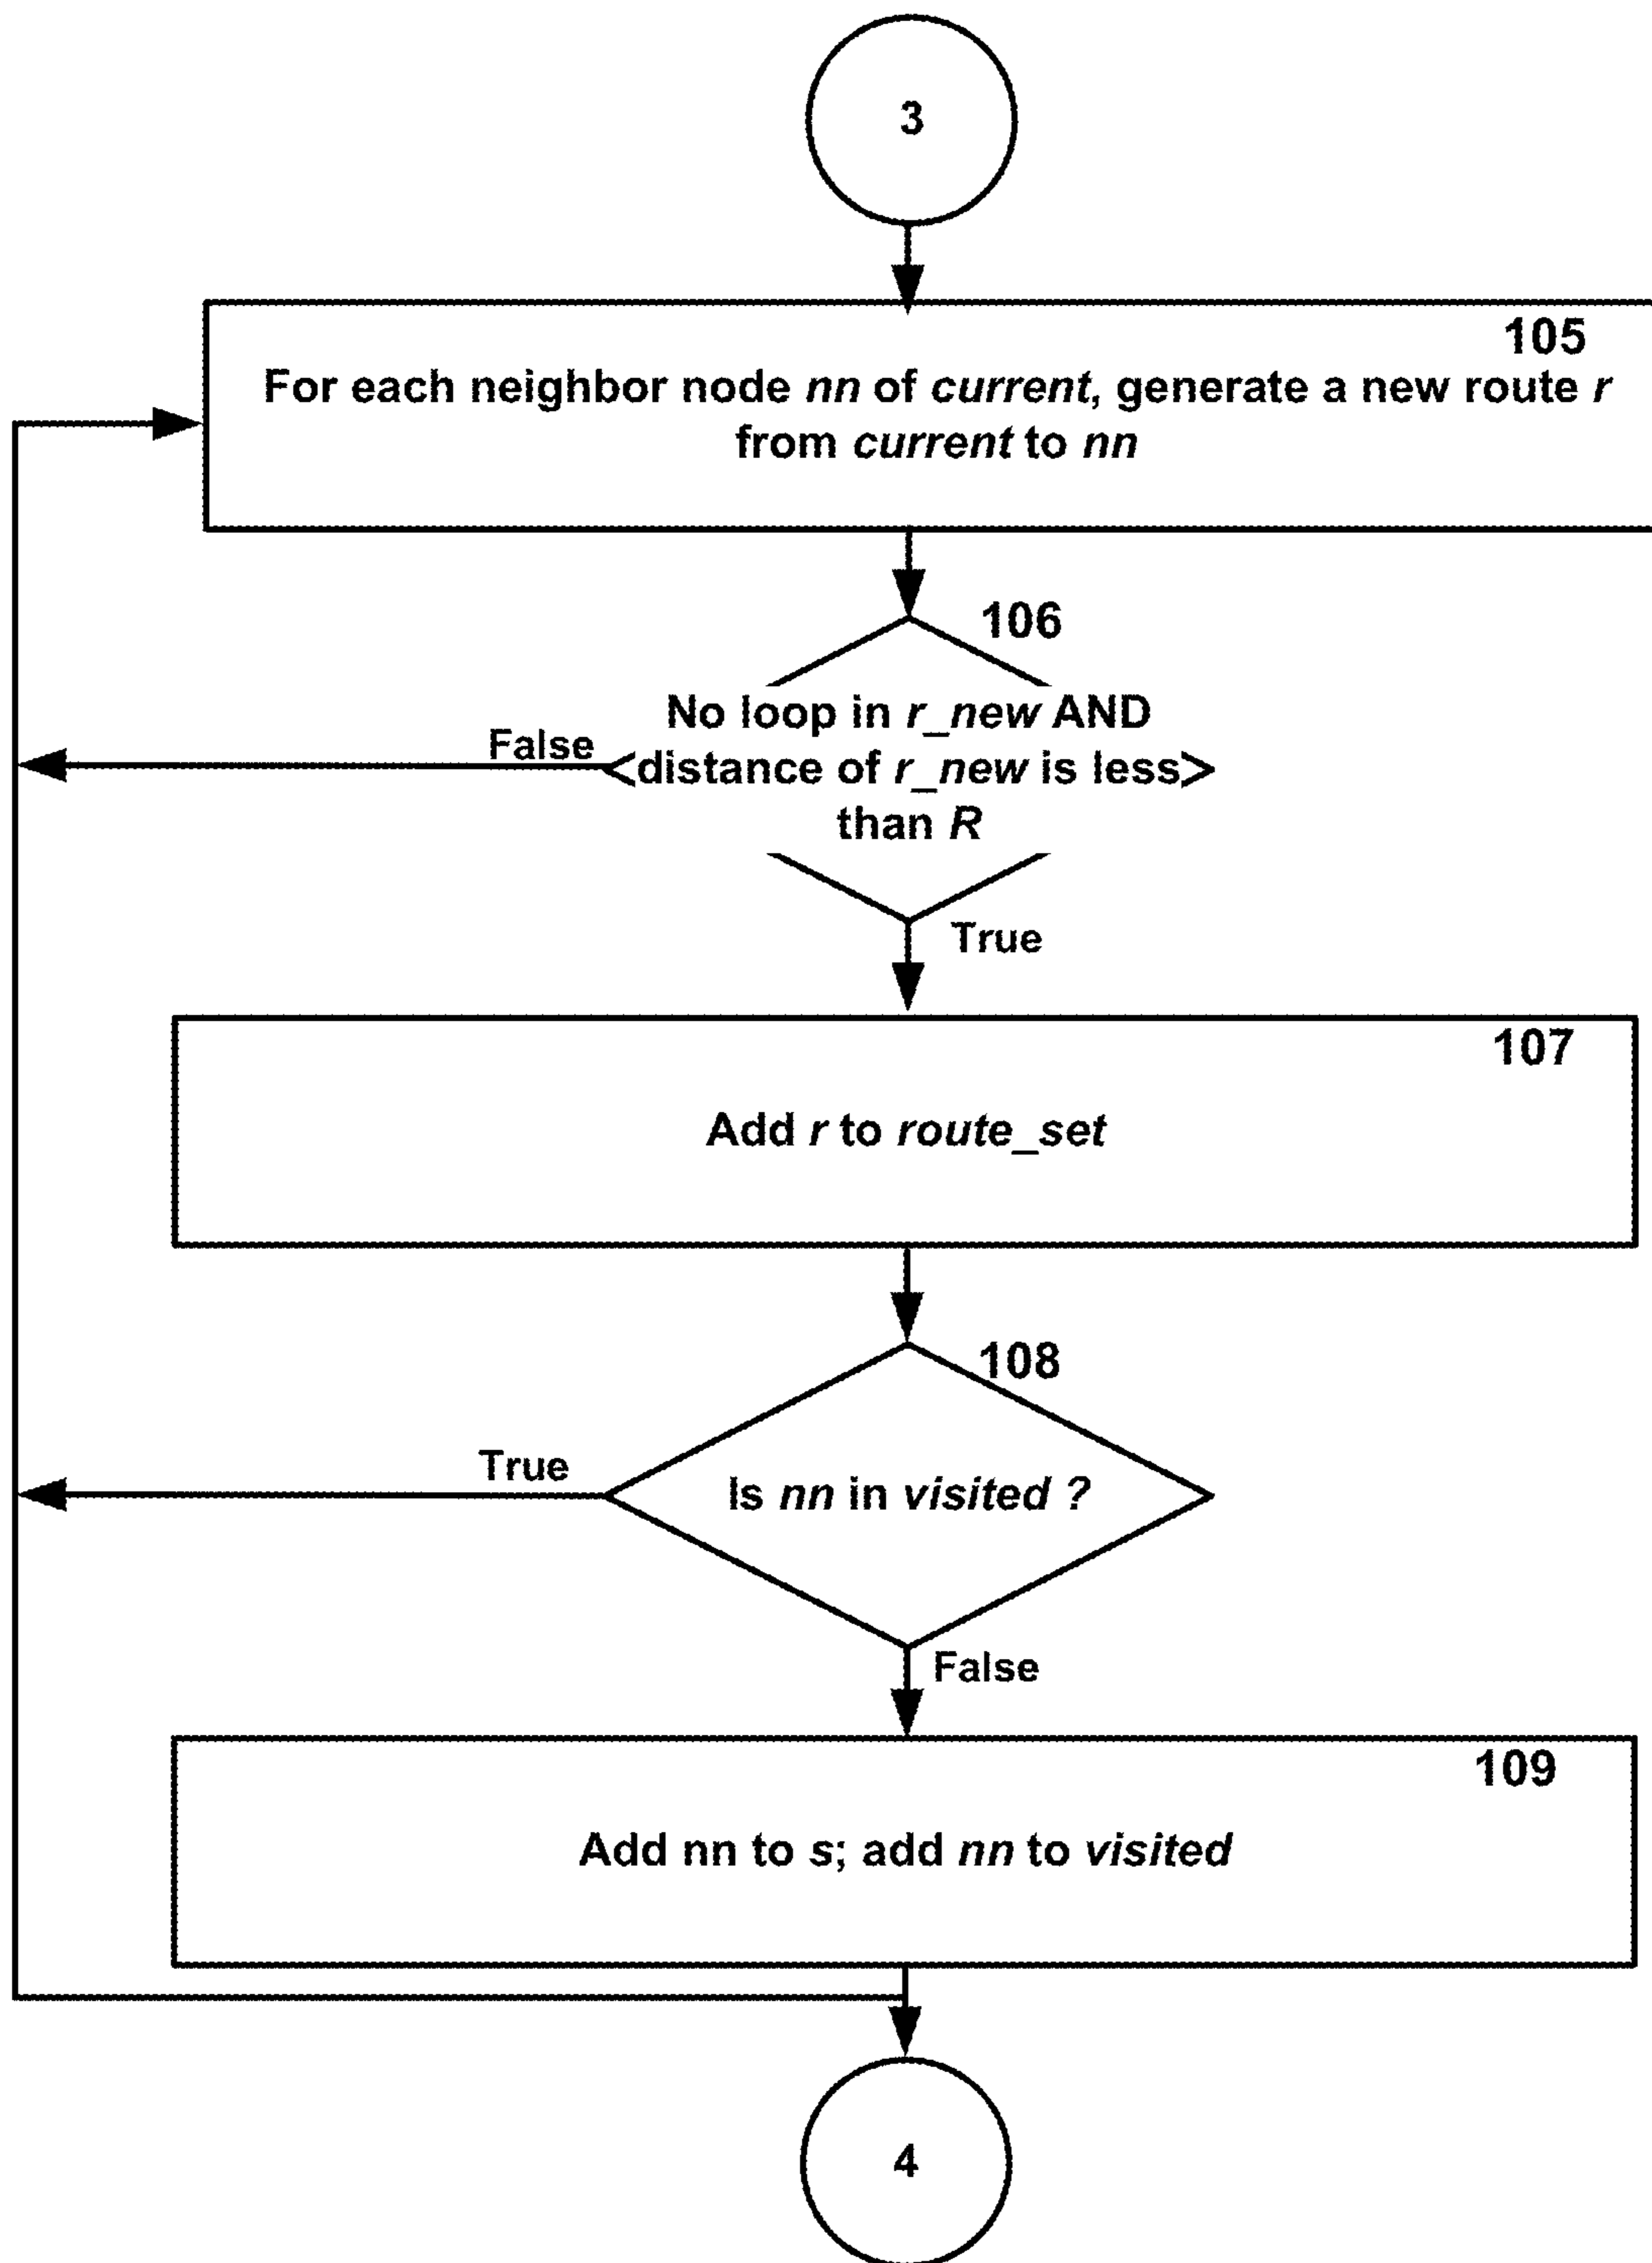 3
105
For each neighbor node nn of current, generate a new route r
from current to nn
106
No loop in r_new AND
False
distance of r_new is less
than R
True
107
Add r to route_set
108
True
Is nn in visited ?
False
109
Add nn to s; add nn to visited
4